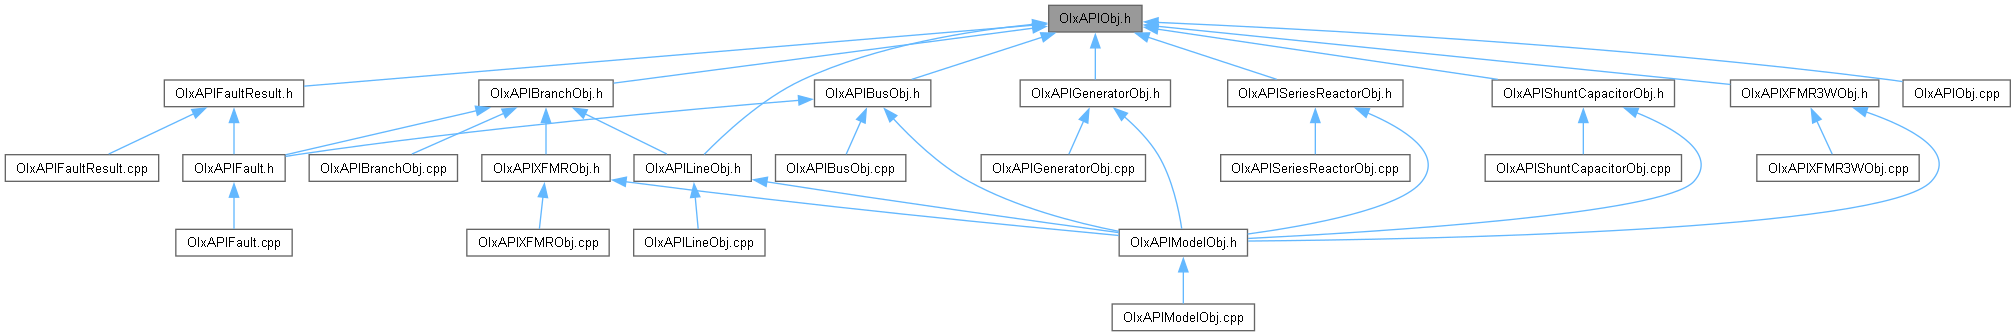 OlxAPIObj.h
OlxAPIFaultResult.h
OlxAPIBranchObj.h
OlxAPIBusObj.h
OlxAPIGeneratorObj.h
OlxAPISeriesReactorObj.h
OlxAPIShuntCapacitorObj.h
OlxAPIXFMR3WObj.h
OlxAPIObj.cpp
OlxAPIFaultResult.cpp
OlxAPIFault.h
OlxAPIBranchObj.cpp
OlxAPIXFMRObj.h
OlxAPILineObj.h
OlxAPIBusObj.cpp
OlxAPIGeneratorObj.cpp
OlxAPISeriesReactorObj.cpp
OlxAPIShuntCapacitorObj.cpp
OlxAPIXFMR3WObj.cpp
OlxAPIFault.cpp
OlxAPIXFMRObj.cpp
OlxAPILineObj.cpp
OlxAPIModelObj.h
OlxAPIModelObj.cpp